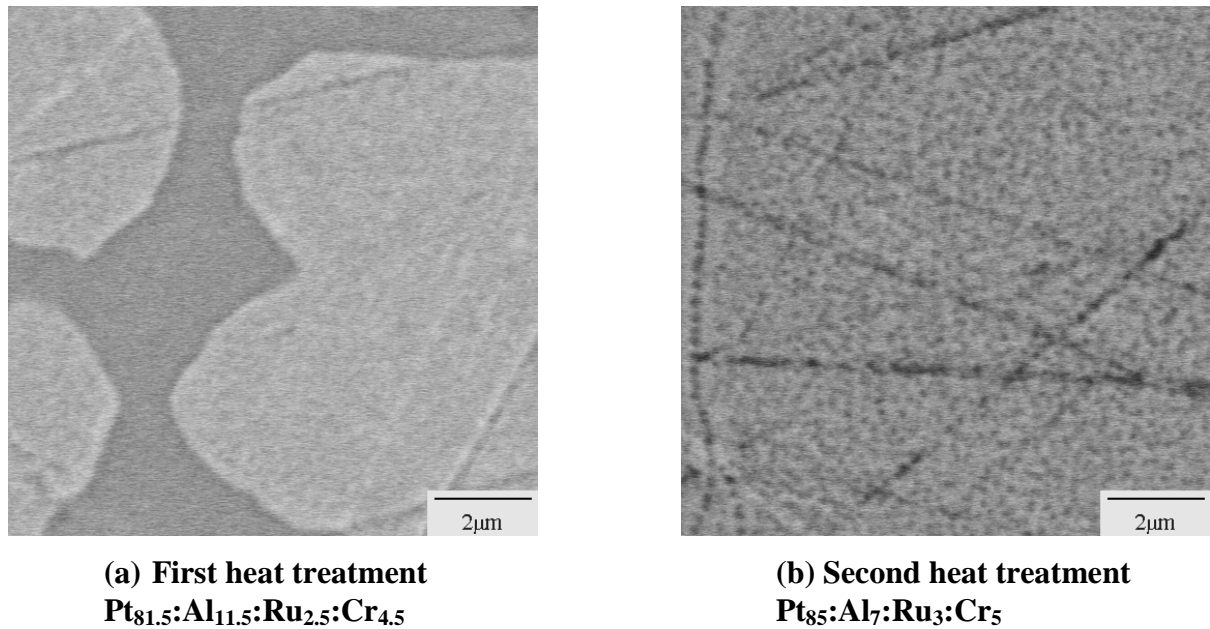 2μm
2μm
(a) First heat treatment
Pt₈₁.₅:Al₁₁.₅:Ru₂.₅:Cr₄.₅
(b) Second heat treatment
Pt₈₅:Al₇:Ru₃:Cr₅